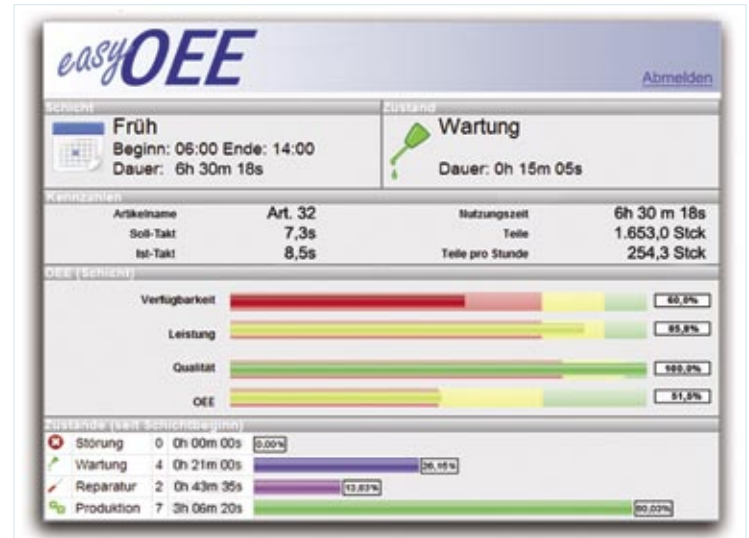 easyOEE
Abmelden
Schicht
Früh
Beginn: 06:00 Ende: 14:00
Dauer: 6h 30m 18s
Zustand
Wartung
Dauer: 0h 15m 05s
Kennzahlen
Artikelname Art. 32
Soll-Takt 7,3s
Ist-Takt 8,5s
Nutzungszeit 6h 30 m 18s
Teile 1.653,0 Stck
Teile pro Stunde 254,3 Stck
OEE (Schicht)
Verfügbarkeit 60,0%
Leistung 85,8%
Qualität 100,0%
OEE 51,5%
Zustände (seit Schichtbeginn)
Störung 0 0h 00m 00s 0,00%
Wartung 4 0h 21m 00s 26,15%
Reparatur 2 0h 43m 35s 13,83%
Produktion 7 3h 06m 20s 60,03%